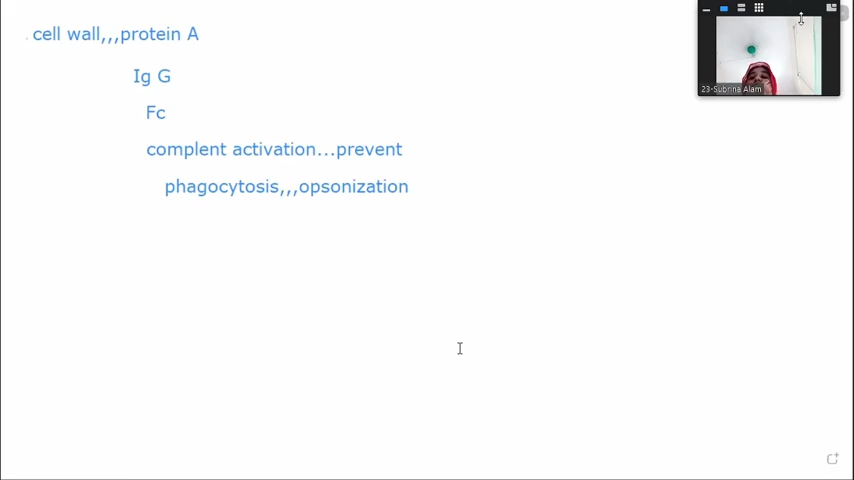 cell wall,,,protein A
Ig G
Fc
complent activation...prevent
phagocytosis,,,opsonization
23-Subrina Alam